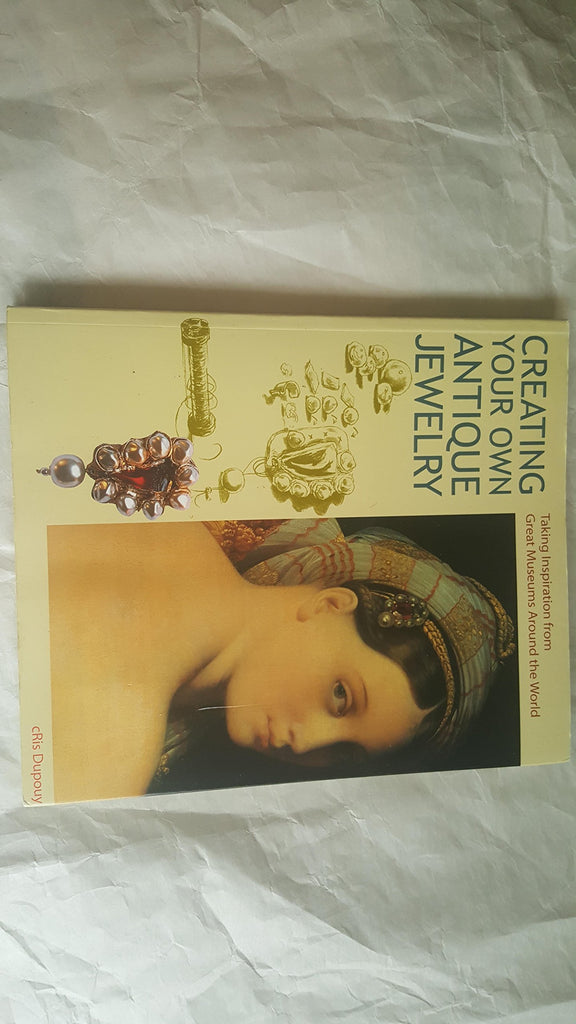 CREATING
YOUR OWN
ANTIQUE
JEWELRY
Taking Inspiration from
Great Museums Around the World
cRis Dupouy